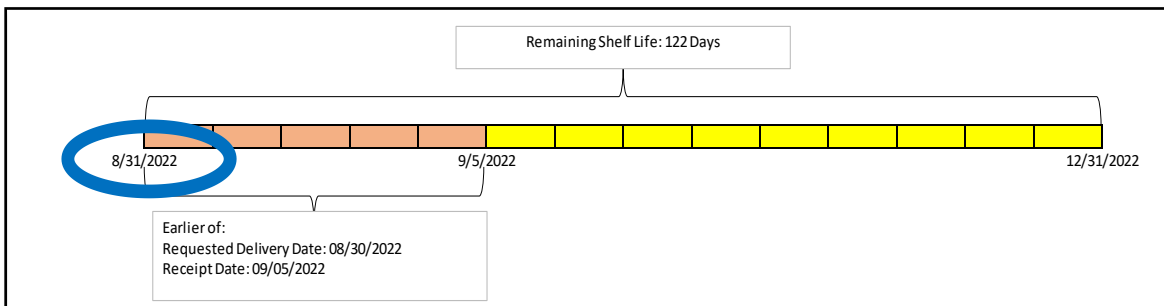 Remaining Shelf Life: 122 Days
8/31/2022 9/5/2022 12/31/2022
Earlier of:
Requested Delivery Date: 08/30/2022
Receipt Date: 09/05/2022